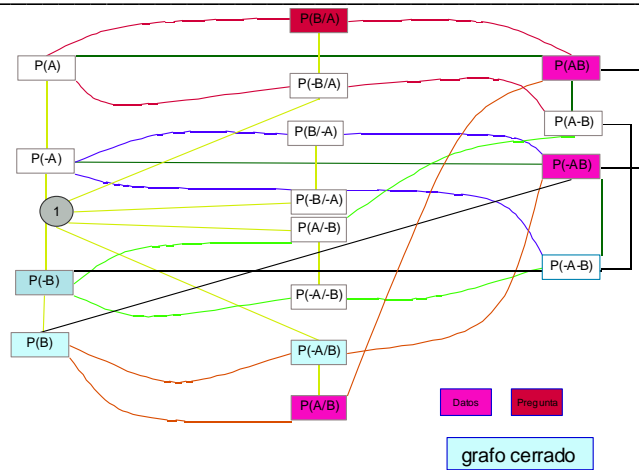 P(B/A)
P(A)
P(AB)
P(-B/A)
P(A-B)
P(B/-A)
P(-A)
P(-AB)
P(-B/-A)
1
P(A/-B)
P(-A-B)
P(-B)
P(-A/-B)
P(B)
P(-A/B)
P(A/B)
Datos
Pregunta
grafo cerrado